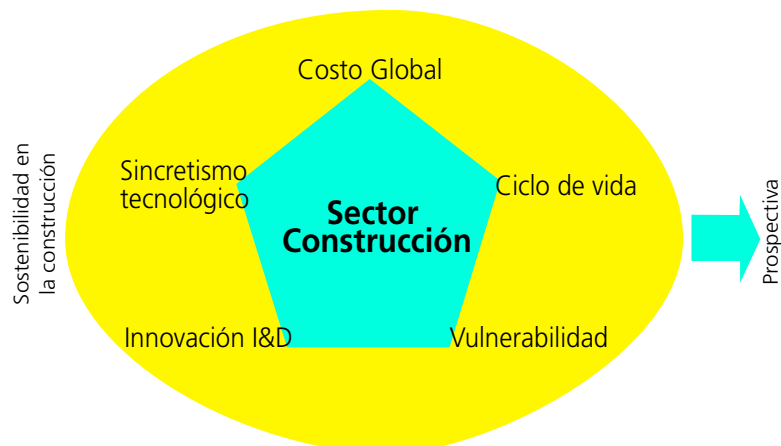 Costo Global
Sostenibilidad en
la construcción
Sincretismo
tecnológico
Ciclo de vida
Sector
Construcción
Prospectiva
Innovación I&D
Vulnerabilidad